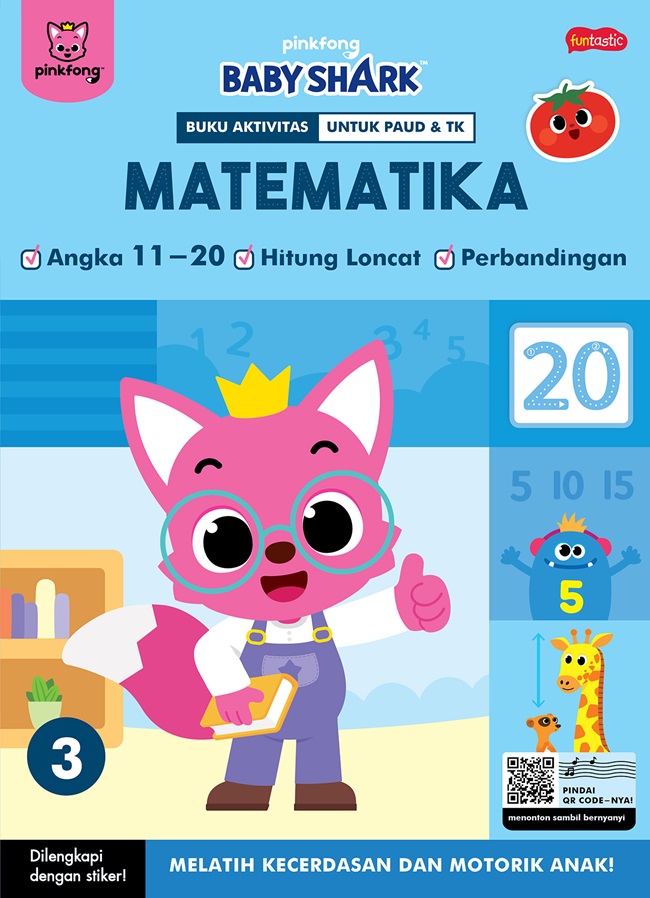 pinkfong™
pinkfong
BABY SHARK™
funtastic
BUKU AKTIVITAS UNTUK PAUD & TK
MATEMATIKA
Angka 11–20 Hitung Loncat Perbandingan
1 2 3 4 5
20
5 10 15
5
3
PINDAI
QR CODE–NYA!
menonton sambil bernyanyi
Dilengkapi
dengan stiker!
MELATIH KECERDASAN DAN MOTORIK ANAK!